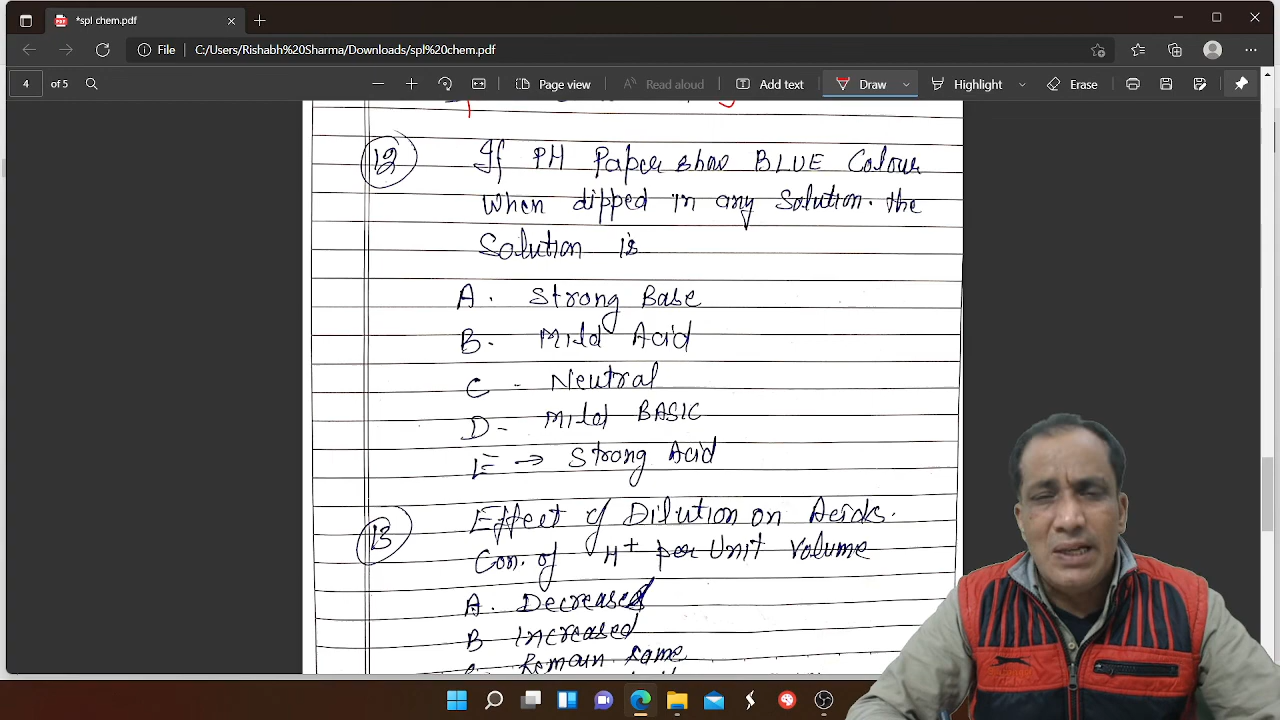 *spl chem.pdf
File C:/Users/Rishabh%20Sharma/Downloads/spl%20chem.pdf
4 of 5 Page view Read aloud Add text Draw Highlight Erase
12 If PH Paper show BLUE Colour
When dipped in any Solution. the
Solution is
A. Strong Base
B. Mild Acid
C - Neutral
D - Mild BASIC
E → Strong Acid
13 Effect of Dilution on Acids.
Con. of H+ per Unit Volume
A. Decreased
B Increased
Remain same